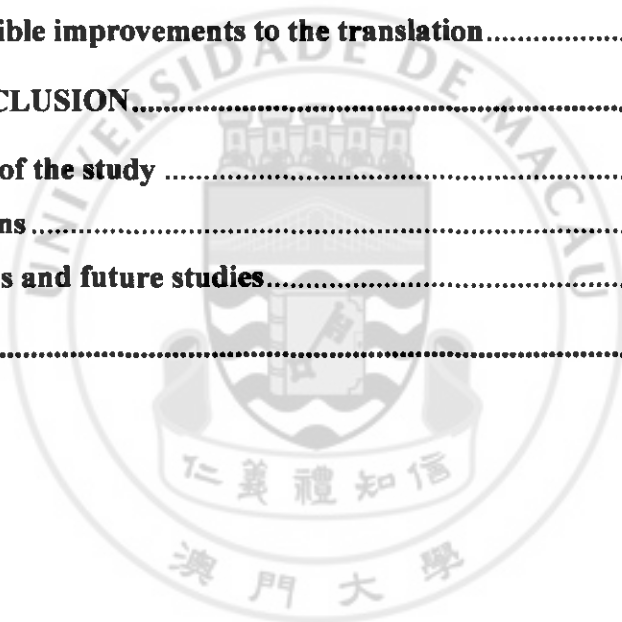 ible improvements to the translation....................
CLUSION....................
of the study ....................
ns....................
s and future studies....................
....................
UNIVERSIDADE DE MACAU
仁義禮知信
澳門大學